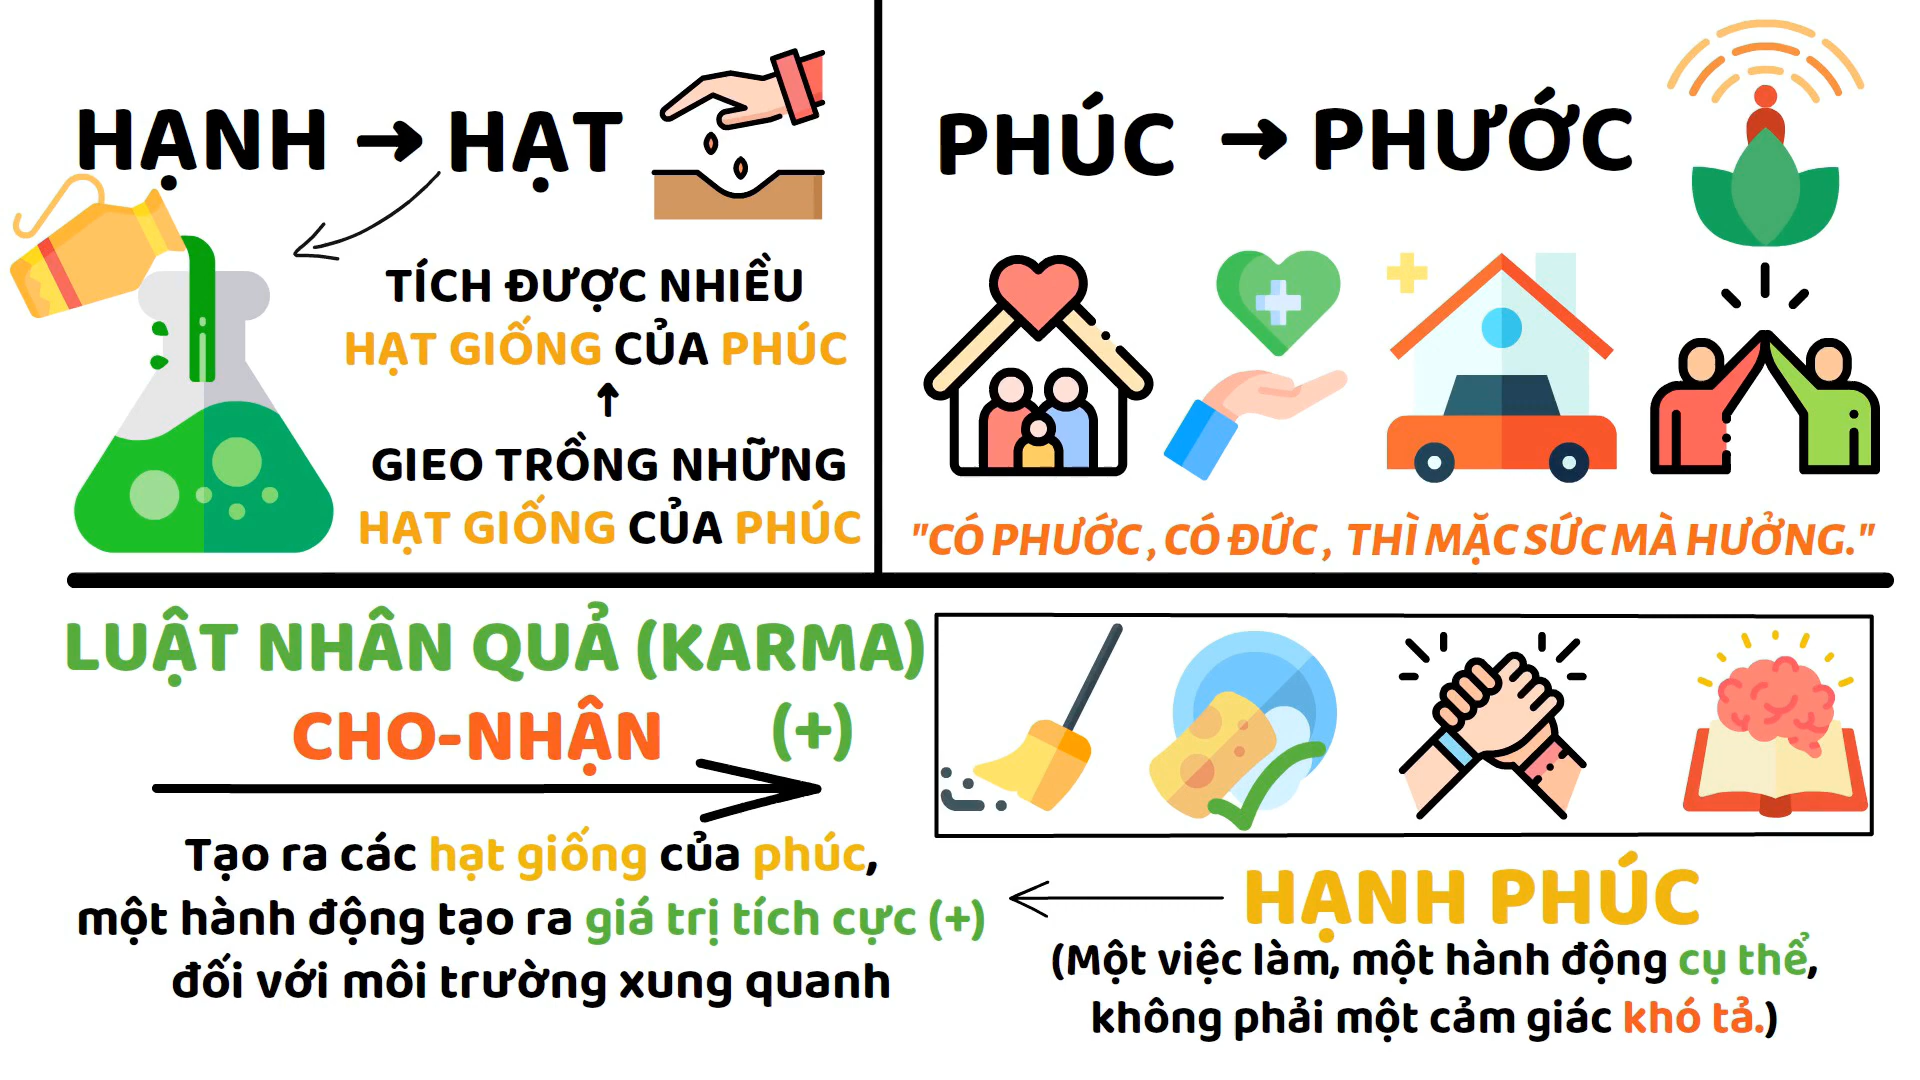 HẠNH → HẠT
TÍCH ĐƯỢC NHIỀU
HẠT GIỐNG CỦA PHÚC
↑
GIEO TRỒNG NHỮNG
HẠT GIỐNG CỦA PHÚC
PHÚC → PHƯỚC
"CÓ PHƯỚC, CÓ ĐỨC, THÌ MẶC SỨC MÀ HƯỞNG."
LUẬT NHÂN QUẢ (KARMA)
CHO-NHẬN (+)
Tạo ra các hạt giống của phúc,
một hành động tạo ra giá trị tích cực (+)
đối với môi trường xung quanh
HẠNH PHÚC
(Một việc làm, một hành động cụ thể,
không phải một cảm giác khó tả.)